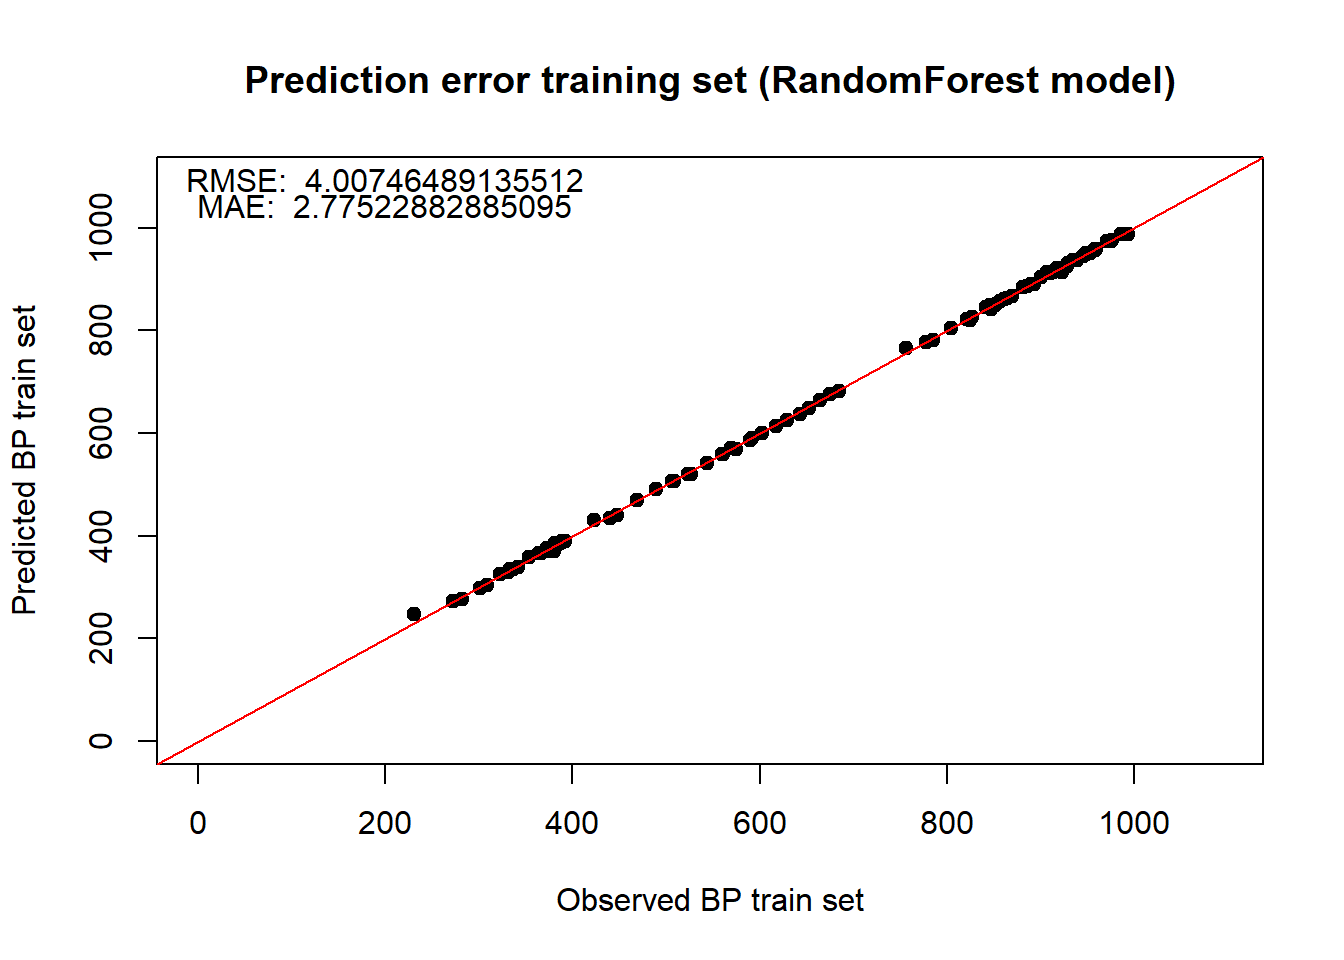 Prediction error training set (RandomForest model)
RMSE:  4.00746489135512
MAE:  2.77522882885095
Predicted BP train set
1000
800
600
400
200
0
0 200 400 600 800 1000
Observed BP train set